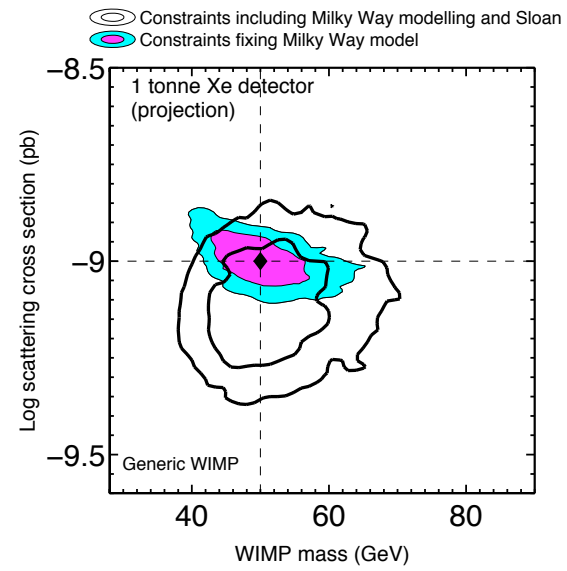 Constraints including Milky Way modelling and Sloan
Constraints fixing Milky Way model
−8.5
1 tonne Xe detector
(projection)
Log scattering cross section (pb)
−9
−9.5
Generic WIMP
40 60 80
WIMP mass (GeV)